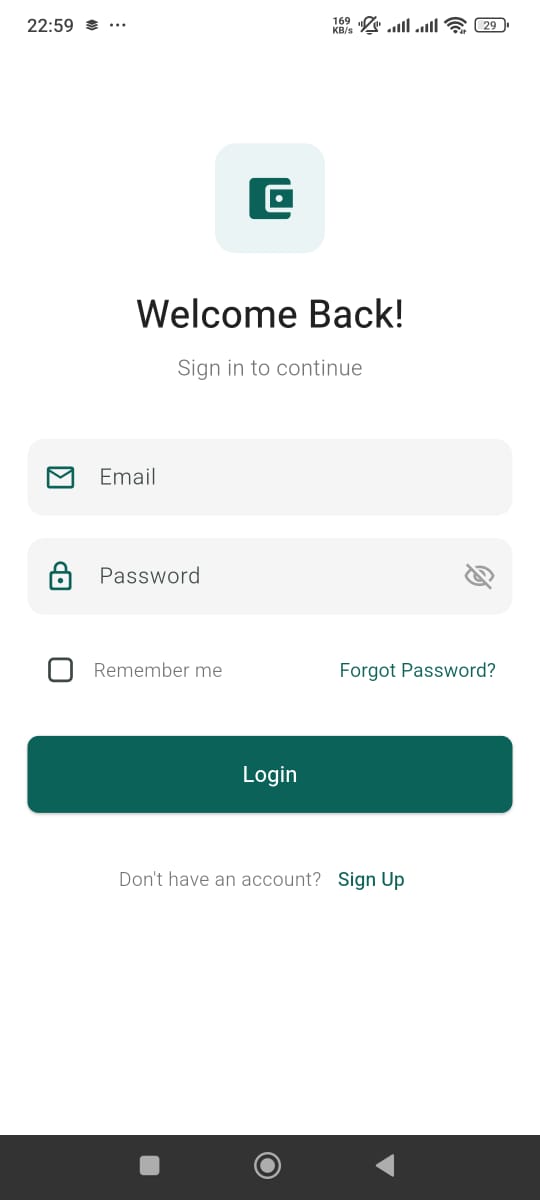 22:59 ... 169 KB/s 29
Welcome Back!
Sign in to continue
Email
Password
Remember me Forgot Password?
Login
Don't have an account? Sign Up